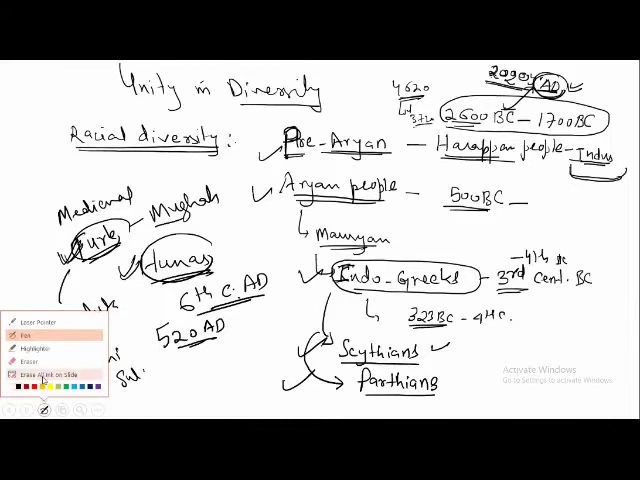 Unity in Diversity
2020 AD
4620
3720
2600 BC - 1700 BC
Racial diversity :- Pre-Aryan - Harappan people - Indus
Aryan people - 500 BC -
Mauryan
Indo-Greeks - 3rd - 4th Cent. BC
323 BC - 4th C.
Scythians
Parthians
Medieval
Turk - Mughals
Hunas
6th C. AD
520 AD
Laser Pointer
Pen
Highlighter
Eraser
Erase All Ink on Slide
Activate Windows
Go to Settings to activate Windows.